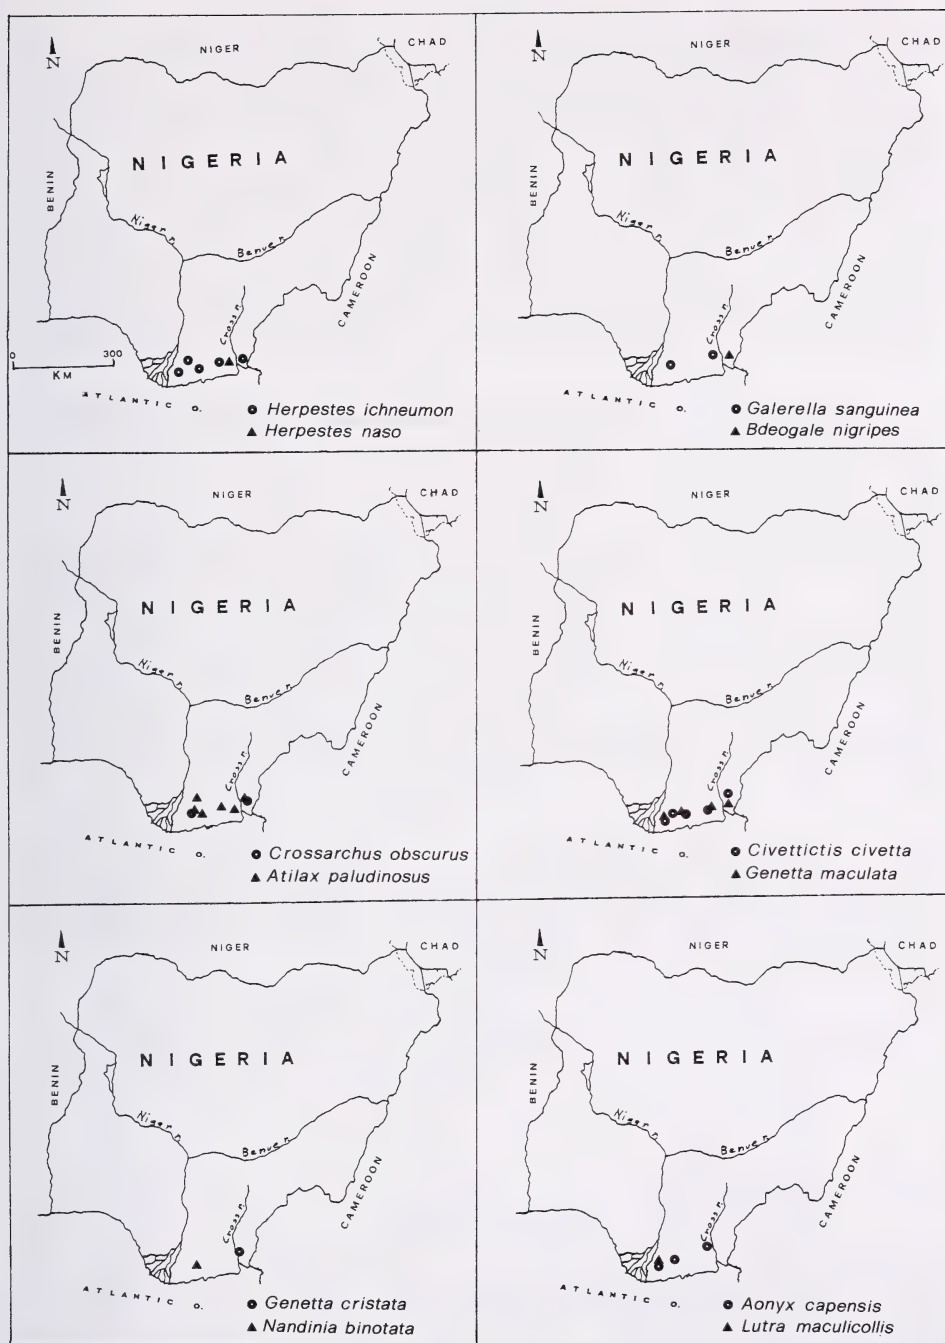 N
NIGER
CHAD
NIGERIA
BENIN
Niger r.
Benue r.
CAMEROON
Cross r.
0 300
KM
ATLANTIC O.
Herpestes ichneumon
Herpestes naso
N
NIGER
CHAD
NIGERIA
BENIN
Niger r.
Benue r.
CAMEROON
Cross r.
ATLANTIC O.
Galerella sanguinea
Bdeogale nigripes
N
NIGER
CHAD
NIGERIA
BENIN
Niger r.
Benue r.
CAMEROON
Cross r.
ATLANTIC O.
Crossarchus obscurus
Atilax paludinosus
N
NIGER
CHAD
NIGERIA
BENIN
Niger r.
Benue r.
CAMEROON
Cross r.
ATLANTIC O.
Civettictis civetta
Genetta maculata
N
NIGER
CHAD
NIGERIA
BENIN
Niger r.
Benue r.
CAMEROON
Cross r.
ATLANTIC O.
Genetta cristata
Nandinia binotata
N
NIGER
CHAD
NIGERIA
BENIN
Niger r.
Benue r.
CAMEROON
Cross r.
ATLANTIC O.
Aonyx capensis
Lutra maculicollis